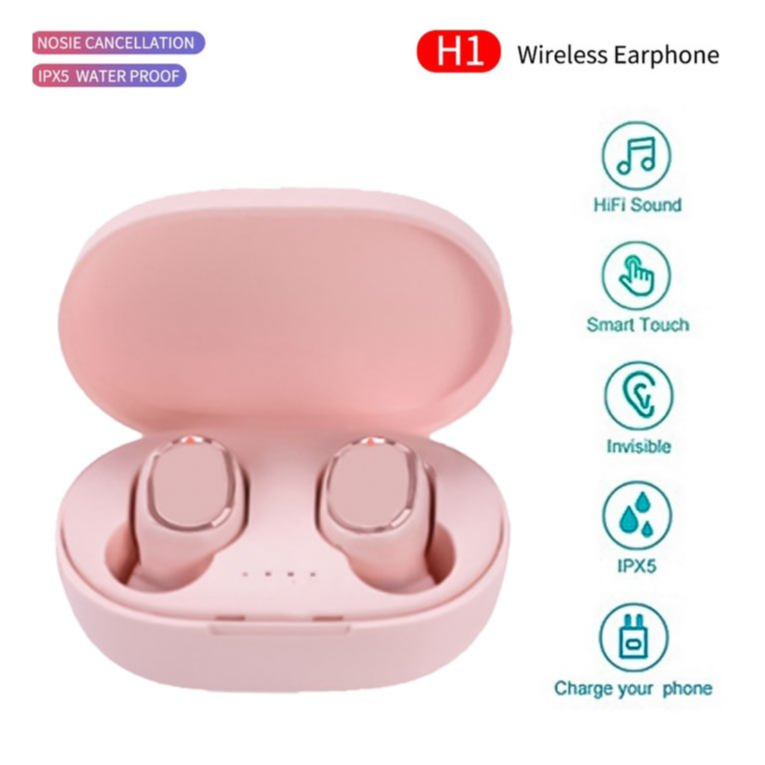 NOSIE CANCELLATION
IPX5 WATER PROOF
H1 Wireless Earphone
HiFi Sound
Smart Touch
Invisible
IPX5
Charge your phone